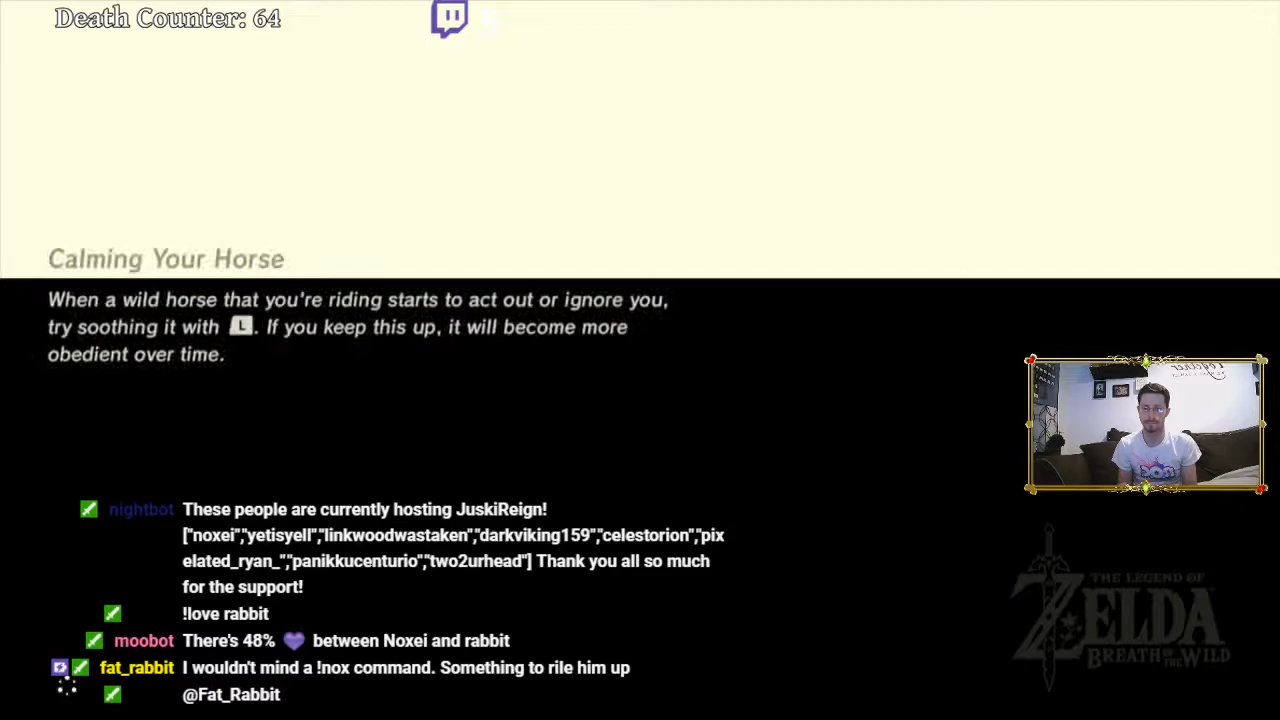 Death Counter: 64
Calming Your Horse
When a wild horse that you're riding starts to act out or ignore you,
try soothing it with L. If you keep this up, it will become more
obedient over time.
nightbot These people are currently hosting JuskiReign!
["noxei","yetisyell","linkwoodwastaken","darkviking159","celestorion","pix
elated_ryan_","panikkucenturio","two2urhead"] Thank you all so much
for the support!
!love rabbit
moobot There's 48% 💜 between Noxei and rabbit
fat_rabbit I wouldn't mind a !nox command. Something to rile him up
@Fat_Rabbit
THE LEGEND OF
ZELDA
BREATH OF THE WILD